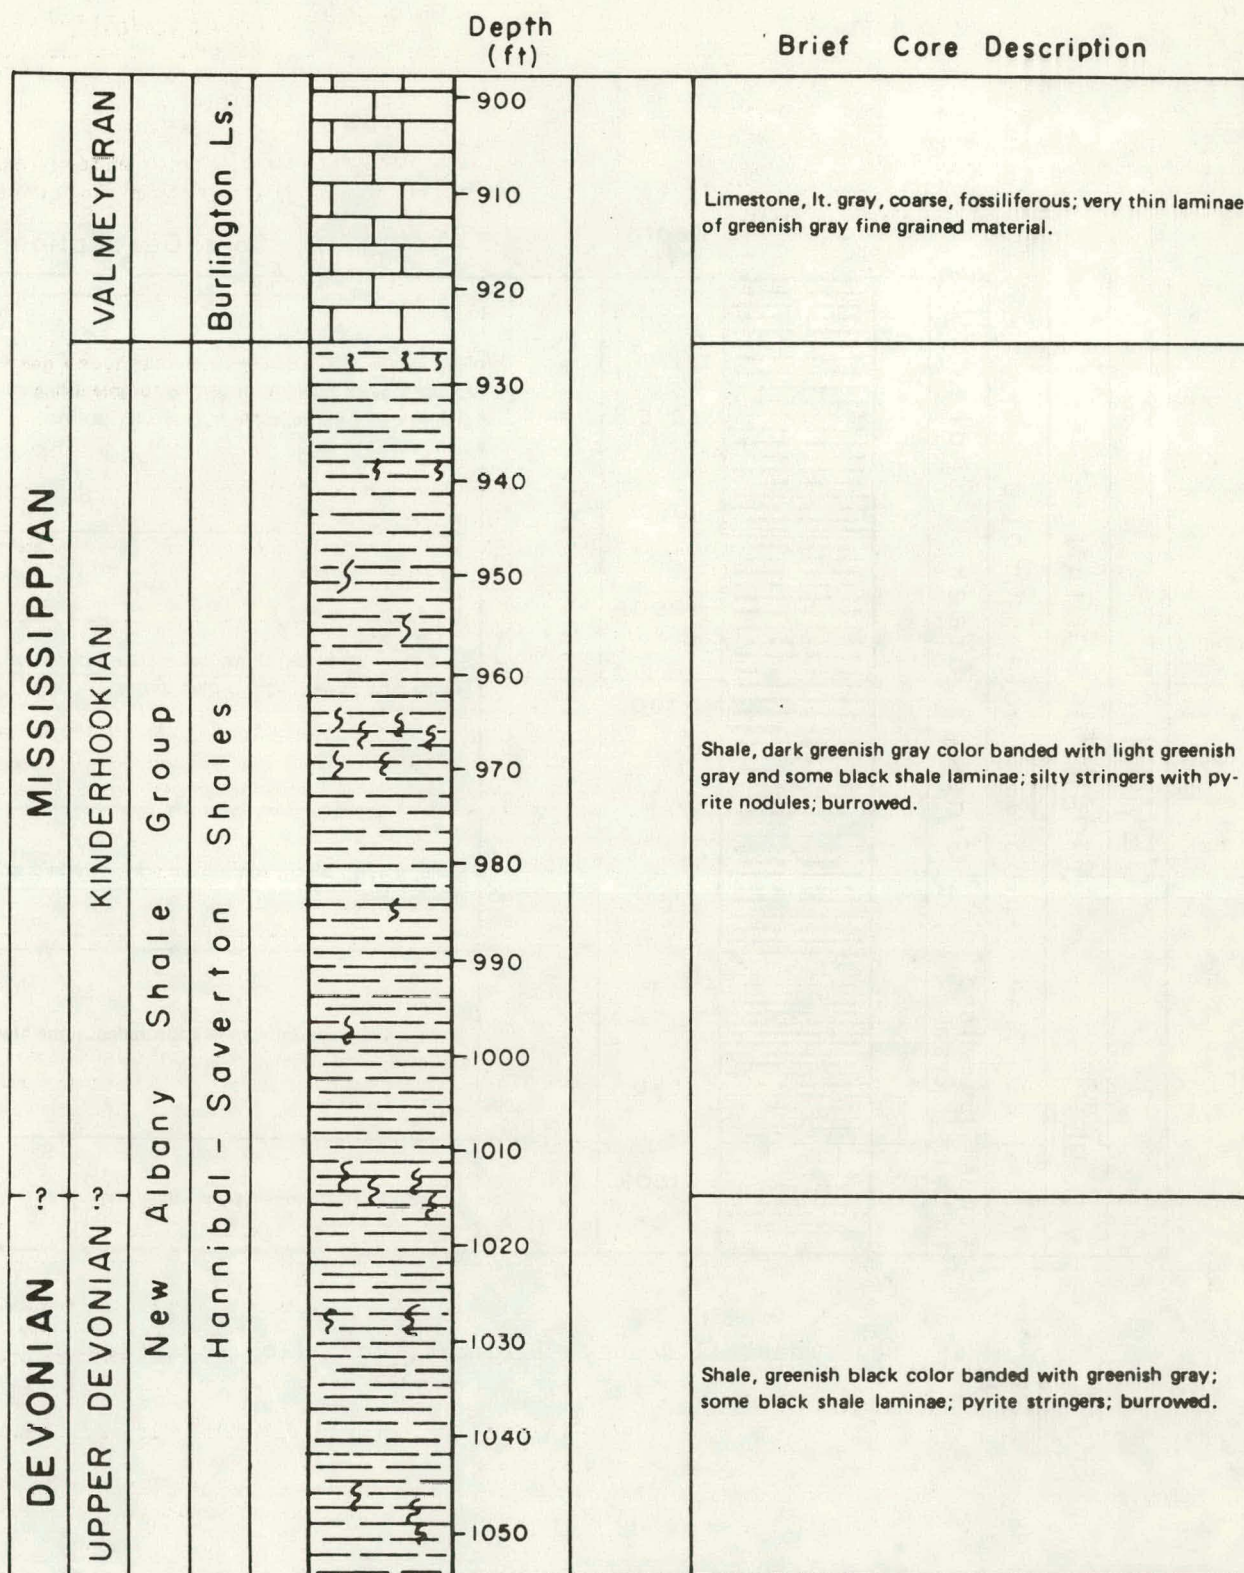 Depth
(ft)
Brief Core Description
MISSISSIPPIAN
DEVONIAN
VALMEYERAN
KINDERHOOKIAN
UPPER DEVONIAN
- ? -
- ? -
New Albany Shale Group
Burlington Ls.
Hannibal - Saverton Shales
900
910
920
930
940
950
960
970
980
990
1000
1010
1020
1030
1040
1050
Limestone, lt. gray, coarse, fossiliferous; very thin laminae
of greenish gray fine grained material.
Shale, dark greenish gray color banded with light greenish
gray and some black shale laminae; silty stringers with py-
rite nodules; burrowed.
Shale, greenish black color banded with greenish gray;
some black shale laminae; pyrite stringers; burrowed.